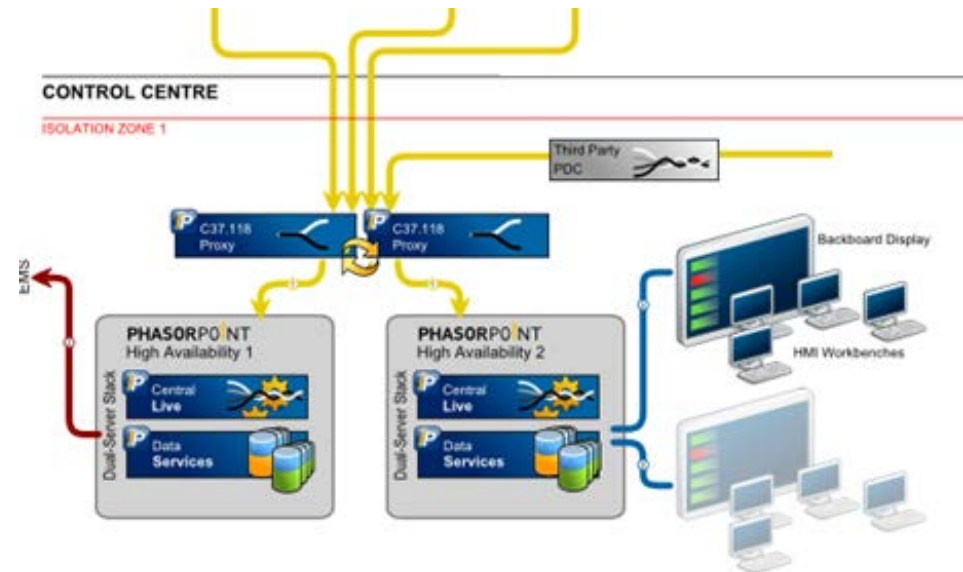 CONTROL CENTRE
ISOLATION ZONE 1
Third Party
PDC
C37.118
Proxy
C37.118
Proxy
Backboard Display
HMI Workbenches
EMS
PHASORPOINT
High Availability 1
Dual-Server Stack
Central
Live
Data
Services
PHASORPOINT
High Availability 2
Dual-Server Stack
Central
Live
Data
Services